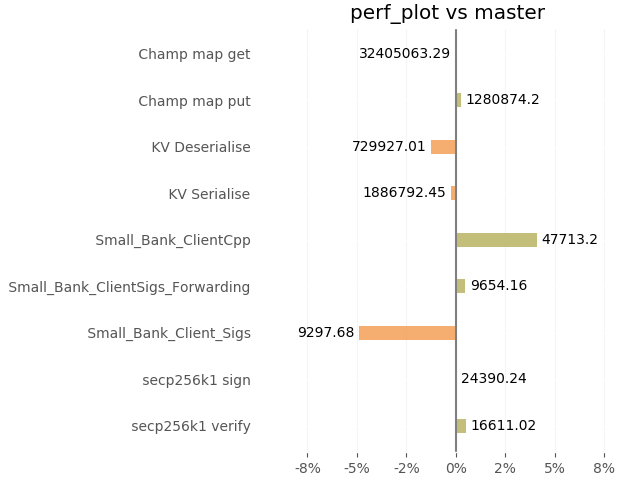 perf_plot vs master
Champ map get 32405063.29
Champ map put 1280874.2
KV Deserialise 729927.01
KV Serialise 1886792.45
Small_Bank_ClientCpp 47713.2
Small_Bank_ClientSigs_Forwarding 9654.16
Small_Bank_Client_Sigs 9297.68
secp256k1 sign 24390.24
secp256k1 verify 16611.02
-8% -5% -2% 0% 2% 5% 8%